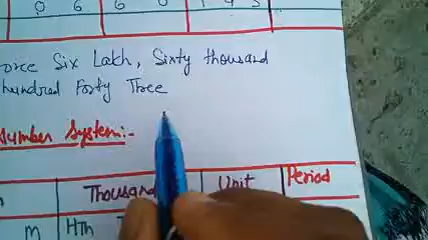 0 6 6 0 1 4 3
Six Lakh, Sixty thousand
hundred Forty Three
Number System:-
Thousand Unit Period
m HTh